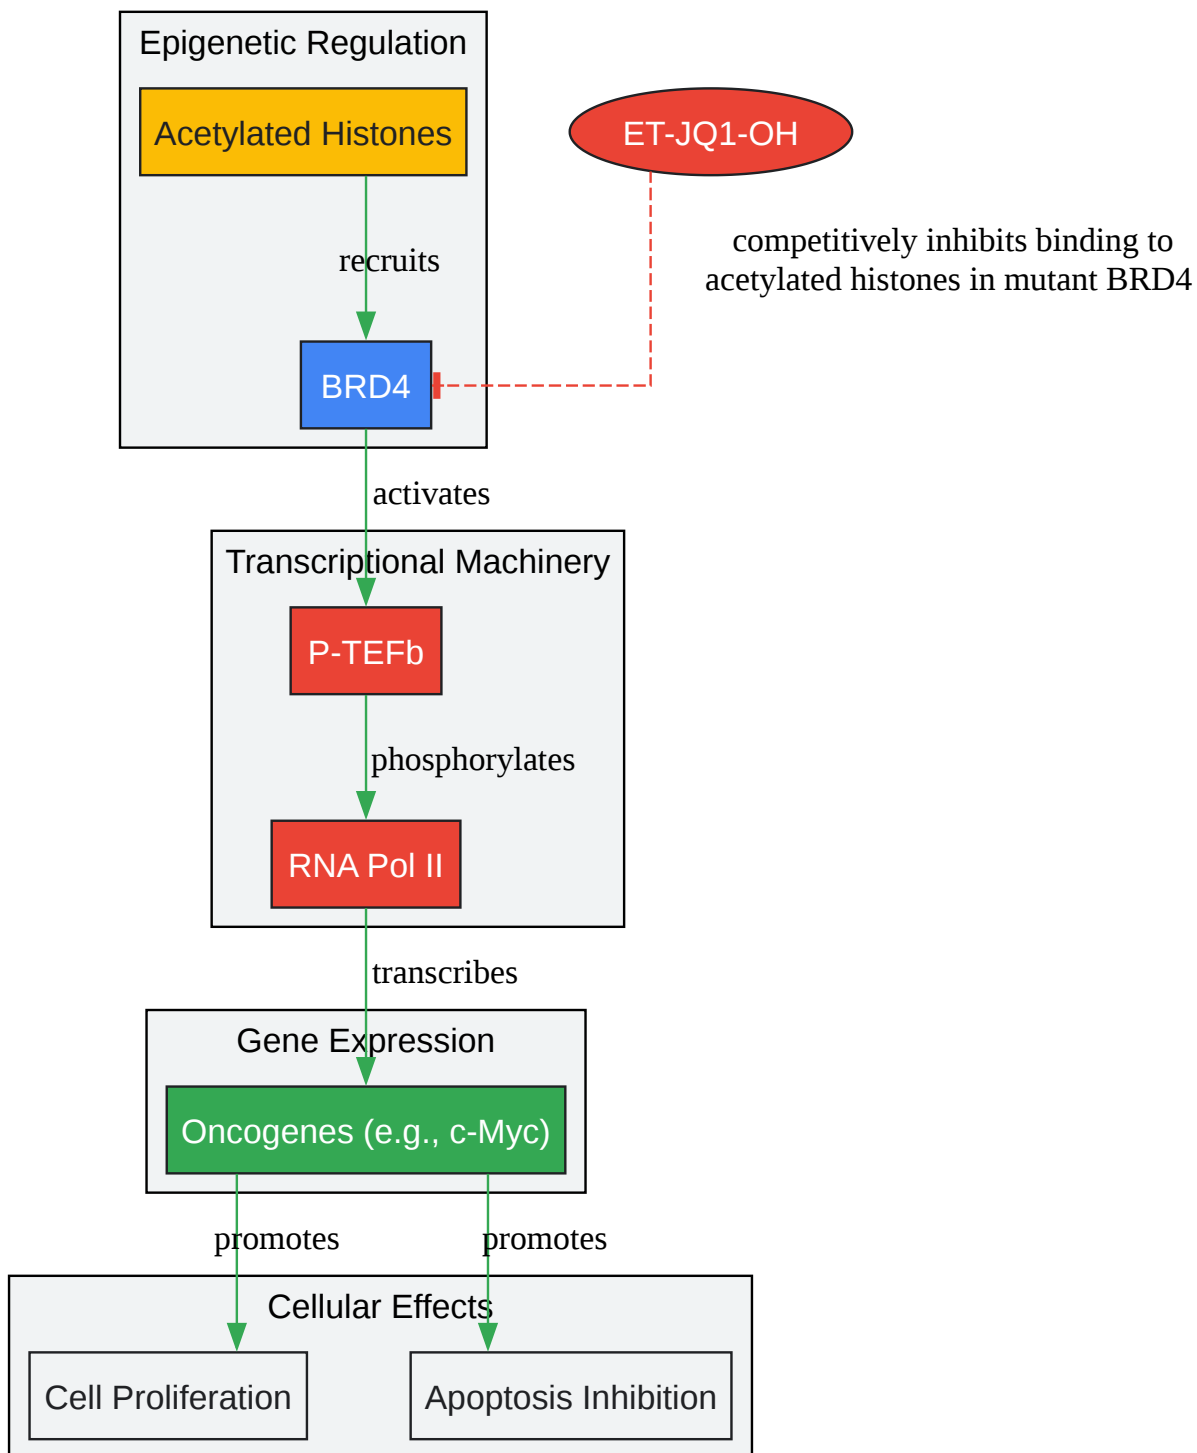 Epigenetic Regulation
Acetylated Histones
ET-JQ1-OH
competitively inhibits binding to
acetylated histones in mutant BRD4
recruits
BRD4
activates
Transcriptional Machinery
P-TEFb
phosphorylates
RNA Pol II
transcribes
Gene Expression
Oncogenes (e.g., c-Myc)
promotes
promotes
Cellular Effects
Cell Proliferation
Apoptosis Inhibition